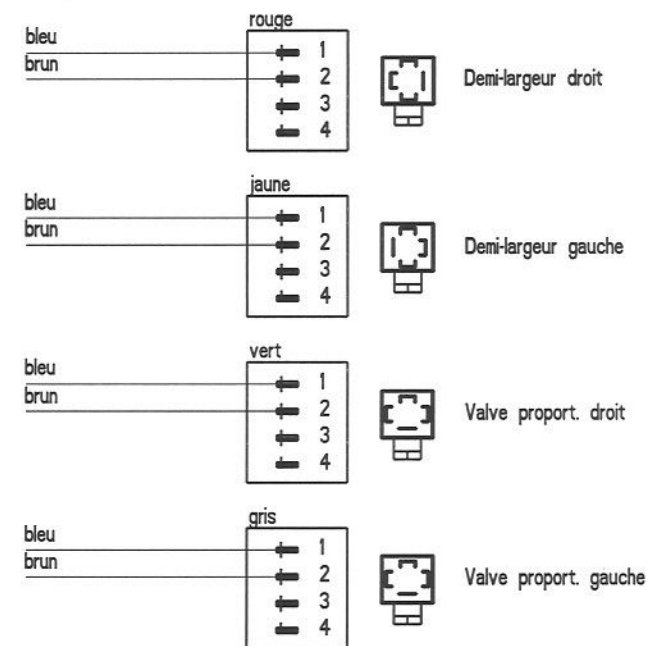 rouge
bleu
1
brun
2
Demi-largeur droit
3
4
jaune
bleu
1
brun
2
Demi-largeur gauche
3
4
vert
bleu
1
brun
2
Valve proport. droit
3
4
gris
bleu
1
brun
2
Valve proport. gauche
3
4